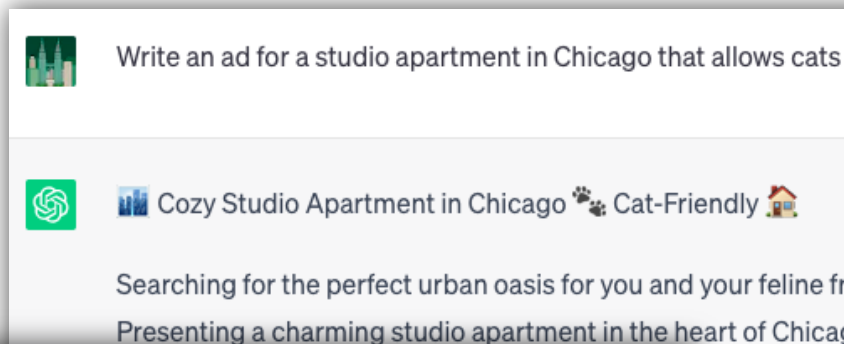 Write an ad for a studio apartment in Chicago that allows cats
🏙️ Cozy Studio Apartment in Chicago 🐾 Cat-Friendly 🏠
Searching for the perfect urban oasis for you and your feline
Presenting a charming studio apartment in the heart of